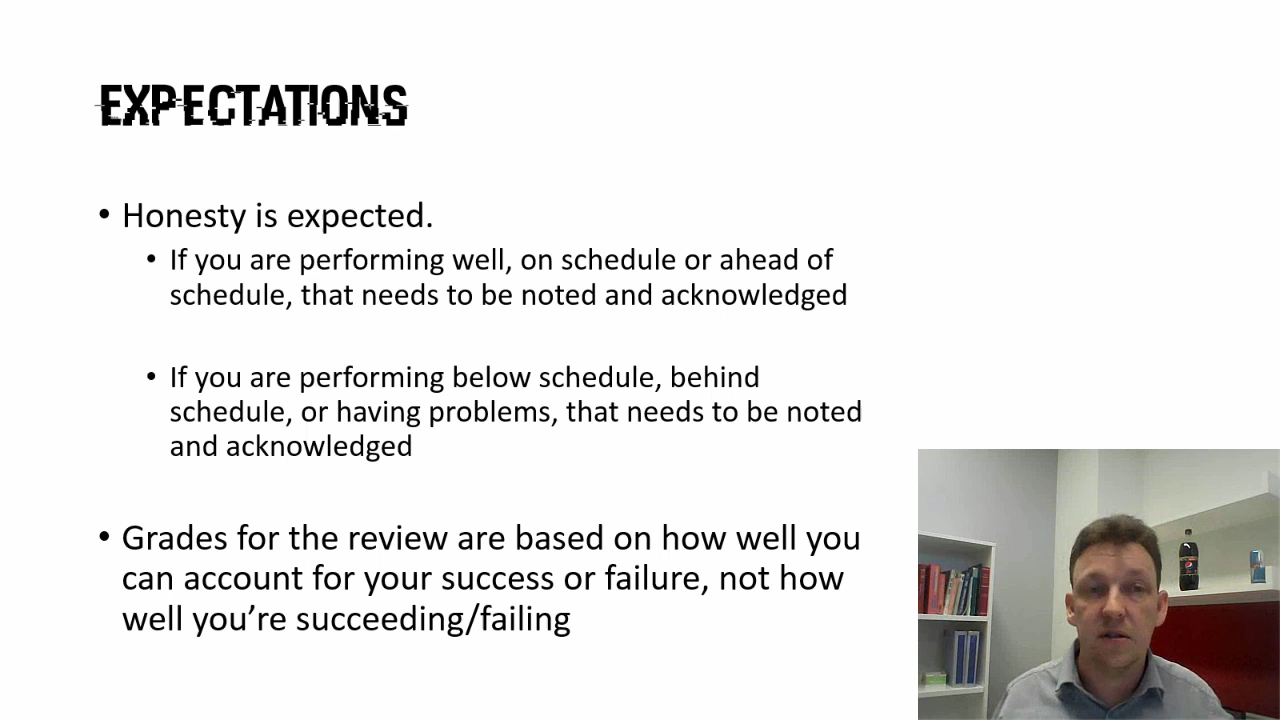 EXPECTATIONS
• Honesty is expected.
• If you are performing well, on schedule or ahead of
schedule, that needs to be noted and acknowledged
• If you are performing below schedule, behind
schedule, or having problems, that needs to be noted
and acknowledged
• Grades for the review are based on how well you
can account for your success or failure, not how
well you’re succeeding/failing